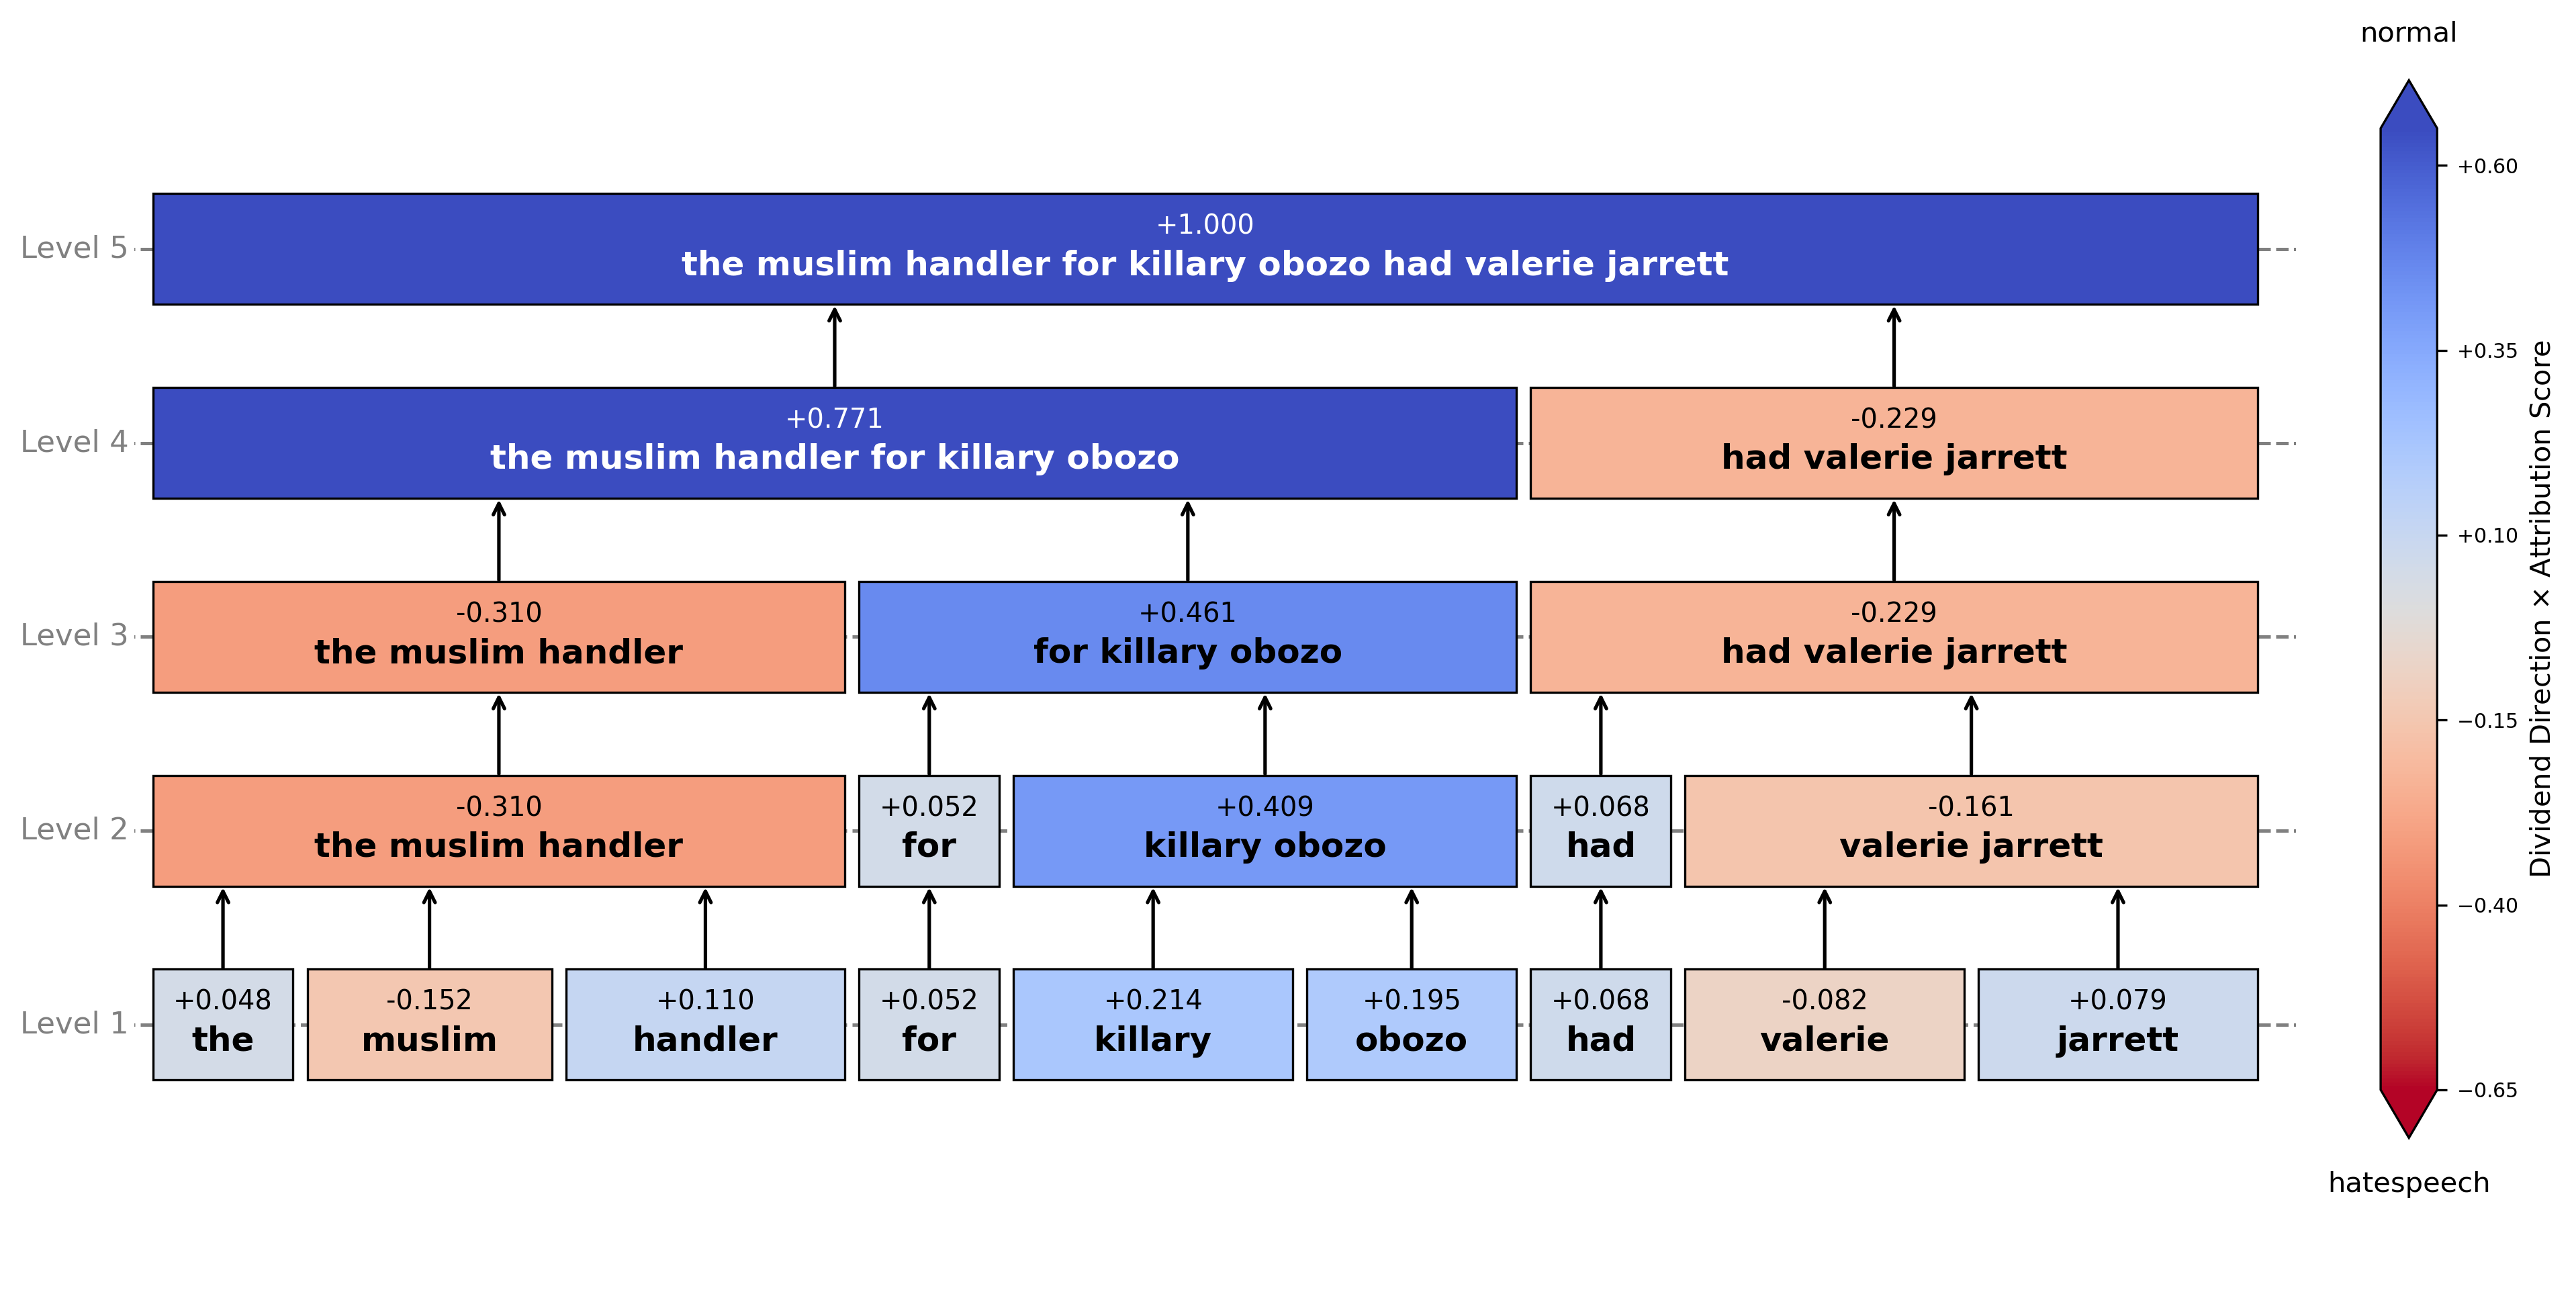 normal
Level 5
+1.000
the muslim handler for killary obozo had valerie jarrett
Level 4
+0.771
the muslim handler for killary obozo
-0.229
had valerie jarrett
Level 3
-0.310
the muslim handler
+0.461
for killary obozo
-0.229
had valerie jarrett
Level 2
-0.310
the muslim handler
+0.052
for
+0.409
killary obozo
+0.068
had
-0.161
valerie jarrett
Level 1
+0.048
the
-0.152
muslim
+0.110
handler
+0.052
for
+0.214
killary
+0.195
obozo
+0.068
had
-0.082
valerie
+0.079
jarrett
+0.60
+0.35
+0.10
−0.15
−0.40
−0.65
Dividend Direction × Attribution Score
hatespeech